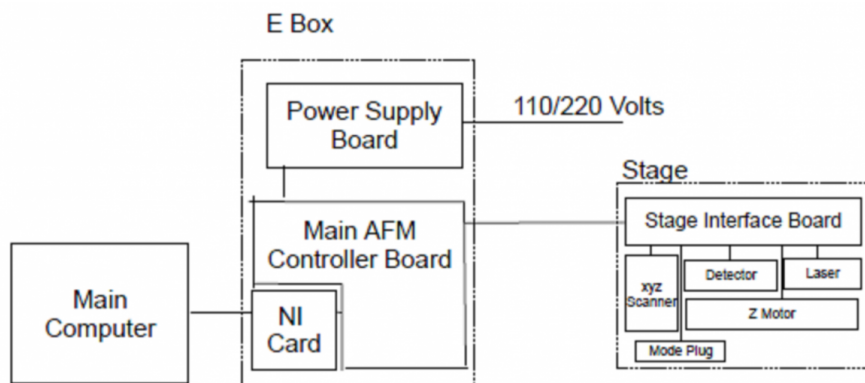 E Box
Power Supply
Board
110/220 Volts
Stage
Stage Interface Board
Main AFM
Controller Board
xyz
Scanner
Detector
Laser
Main
Computer
NI
Card
Z Motor
Mode Plug